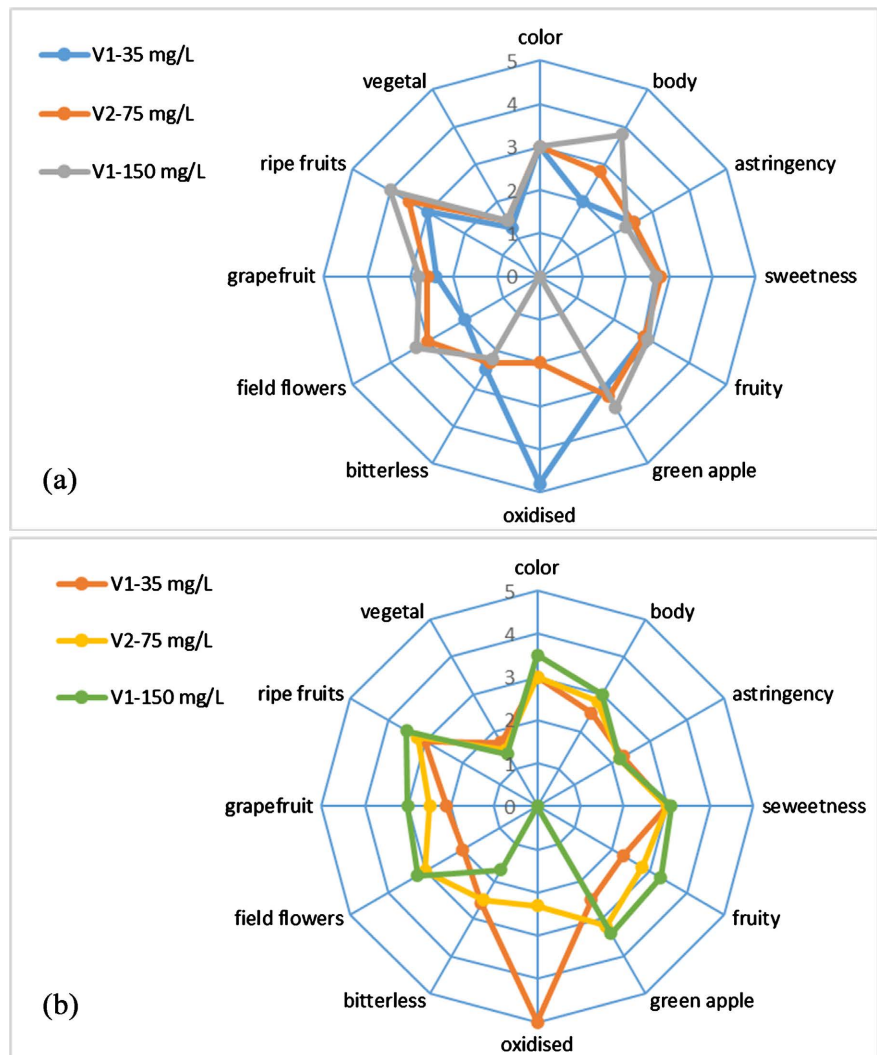 V1-35 mg/L
V2-75 mg/L
V1-150 mg/L
color
body
astringency
sweetness
fruity
green apple
oxidised
bitterless
field flowers
grapefruit
ripe fruits
vegetal
5
4
3
2
1
0
(a)
V1-35 mg/L
V2-75 mg/L
V1-150 mg/L
color
body
astringency
seweetness
fruity
green apple
oxidised
bitterless
field flowers
grapefruit
ripe fruits
vegetal
5
4
3
2
1
0
(b)